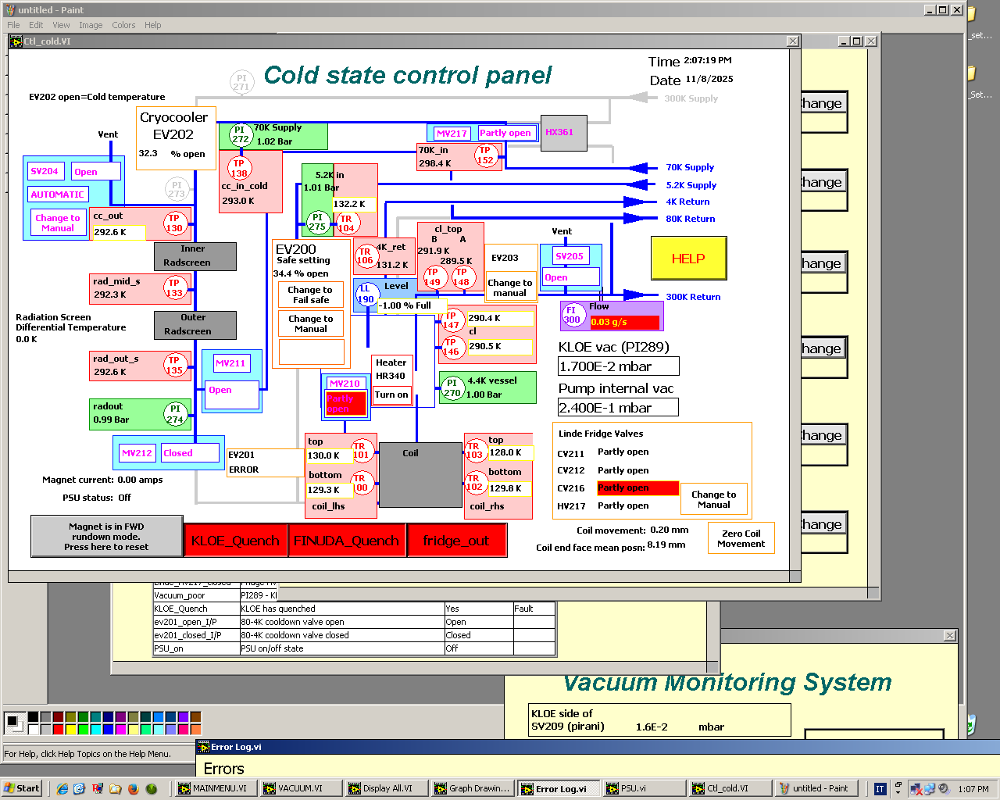 untitled - Paint
File Edit View Image Colors Help
Ctl_cold.VI
Cold state control panel
Time 2:07:19 PM
Date 11/8/2025
PI 271
300K Supply
EV202 open=Cold temperature
Cryocooler
EV202
32.3 % open
Vent
PI 272
70K Supply
1.02 Bar
MV217 Partly open
HX361
SV204 Open
AUTOMATIC
Change to
Manual
PI 273
TP 138
cc_in_cold
293.0 K
70K_in
298.4 K
TP 152
70K Supply
5.2K in
1.01 Bar
132.2 K
PI 275
TR 104
5.2K Supply
4K Return
80K Return
cc_out
292.6 K
TP 130
Inner
Radscreen
rad_mid_s
292.3 K
TP 133
Outer
Radscreen
Radiation Screen
Differential Temperature
0.0 K
rad_out_s
292.6 K
TP 135
MV211
Open
radout
0.99 Bar
PI 274
MV212 Closed
EV200
Safe setting
34.4 % open
Change to
Fail safe
Change to
Manual
TR 106
4K_ret
131.2 K
cl_top
B A
291.9 K
289.5 K
TP 149
TP 148
EV203
Change to
manual
Vent
SV205
Open
HELP
LL 190
Level
-1.00 % Full
300K Return
FI 300
Flow
0.03 g/s
TP 147
290.4 K
cl
TP 146
290.5 K
KLOE vac (PI289)
1.700E-2 mbar
Pump internal vac
2.400E-1 mbar
Heater
HR340
Turn on
MV210
Partly
open
PI 270
4.4K vessel
1.00 Bar
EV201
ERROR
top
130.0 K
TR 101
bottom
129.3 K
TR 100
coil_lhs
Coil
TR 103
top
128.0 K
bottom
TR 102
129.8 K
coil_rhs
Linde Fridge Valves
CV211 Partly open
CV212 Partly open
CV216 Partly open
HV217 Partly open
Change to
Manual
Magnet current: 0.00 amps
PSU status: Off
Magnet is in FWD
rundown mode.
Press here to reset
KLOE_Quench
FINUDA_Quench
fridge_out
Coil movement: 0.20 mm
Coil end face mean posn: 8.19 mm
Zero Coil
Movement
Change
Change
Change
Change
Change
Change
_set...
_Set...
Linde_HV217_closed
Vacuum_poor PI289 - Kl
KLOE_Quench KLOE has quenched Yes Fault
ev201_open_I/P 80-4K cooldown valve open Open
ev201_closed_I/P 80-4K cooldown valve closed Closed
PSU_on PSU on/off state Off
Vacuum Monitoring System
KLOE side of
SV209 (pirani) 1.6E-2 mbar
For Help, click Help Topics on the Help Menu.
Error Log.vi
Errors
Start
MAINMENU.VI
VACUUM.VI
Display All.VI
Graph Drawin...
Error Log.vi
PSU.vi
Ctl_cold.VI
untitled - Paint
IT
1:07 PM